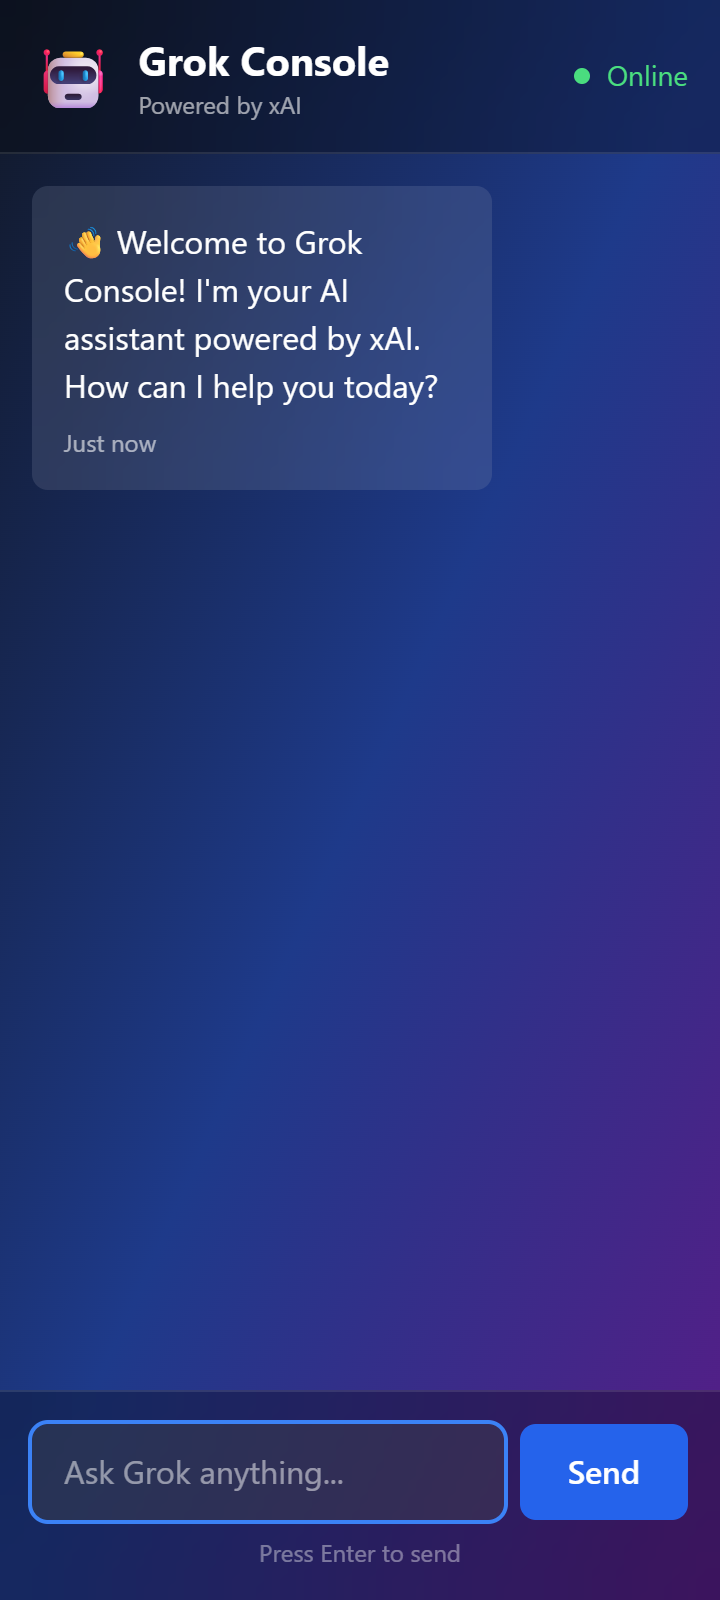 Grok Console
Powered by xAI
Online
👋 Welcome to Grok
Console! I'm your AI
assistant powered by xAI.
How can I help you today?
Just now
Ask Grok anything...
Send
Press Enter to send